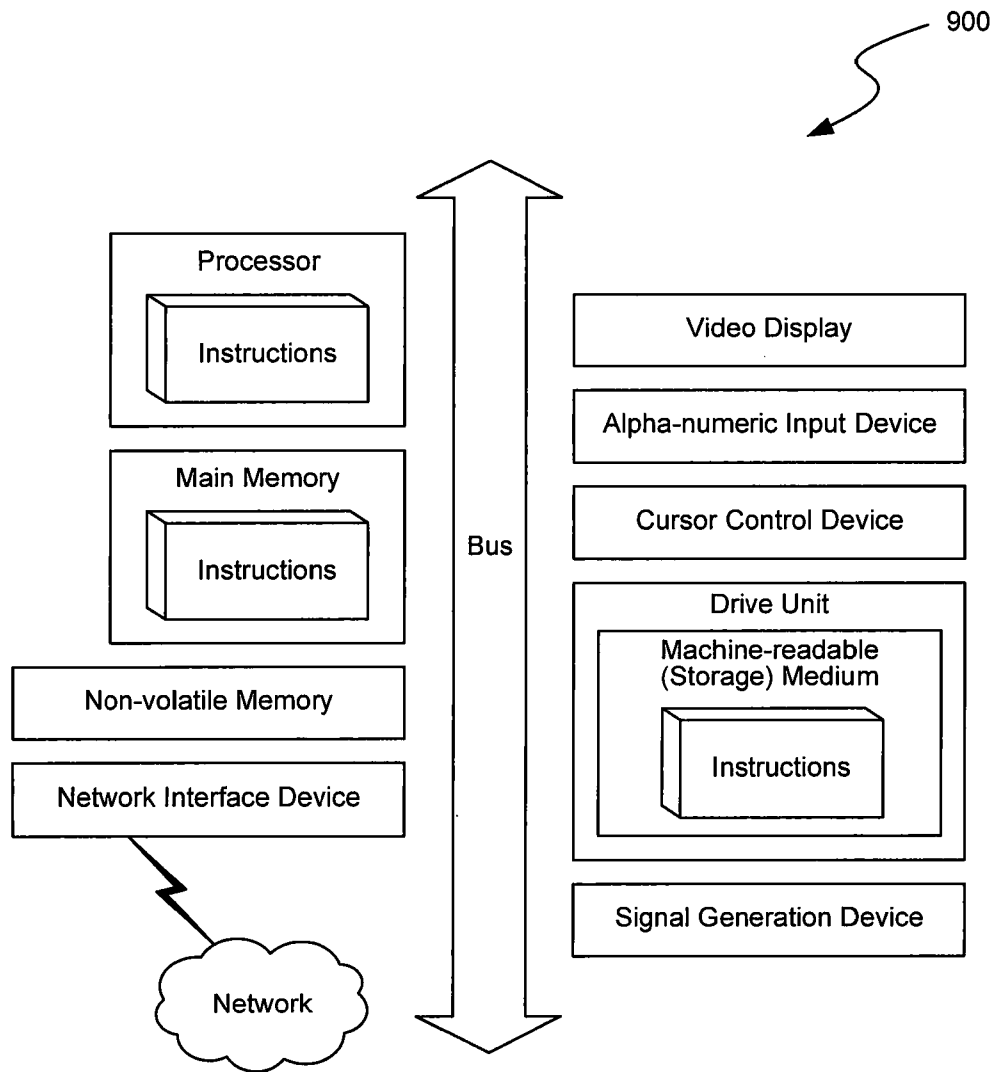 900
Processor
Instructions
Main Memory
Instructions
Non-volatile Memory
Network Interface Device
Network
Bus
Video Display
Alpha-numeric Input Device
Cursor Control Device
Drive Unit
Machine-readable
(Storage) Medium
Instructions
Signal Generation Device